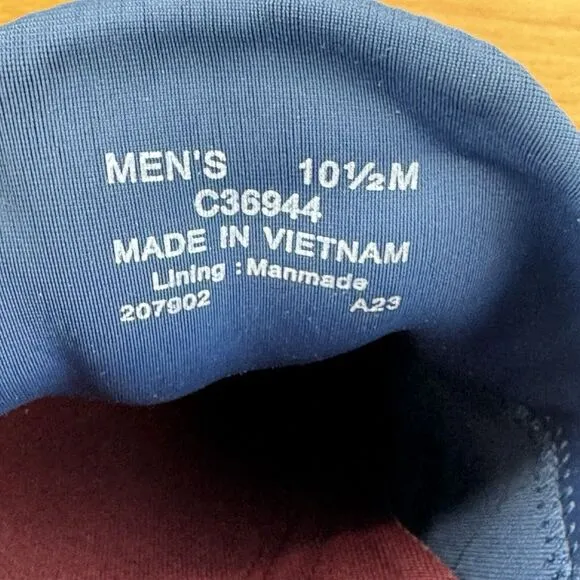 MEN'S 10½M
C36944
MADE IN VIETNAM
Lining : Manmade
207902 A23